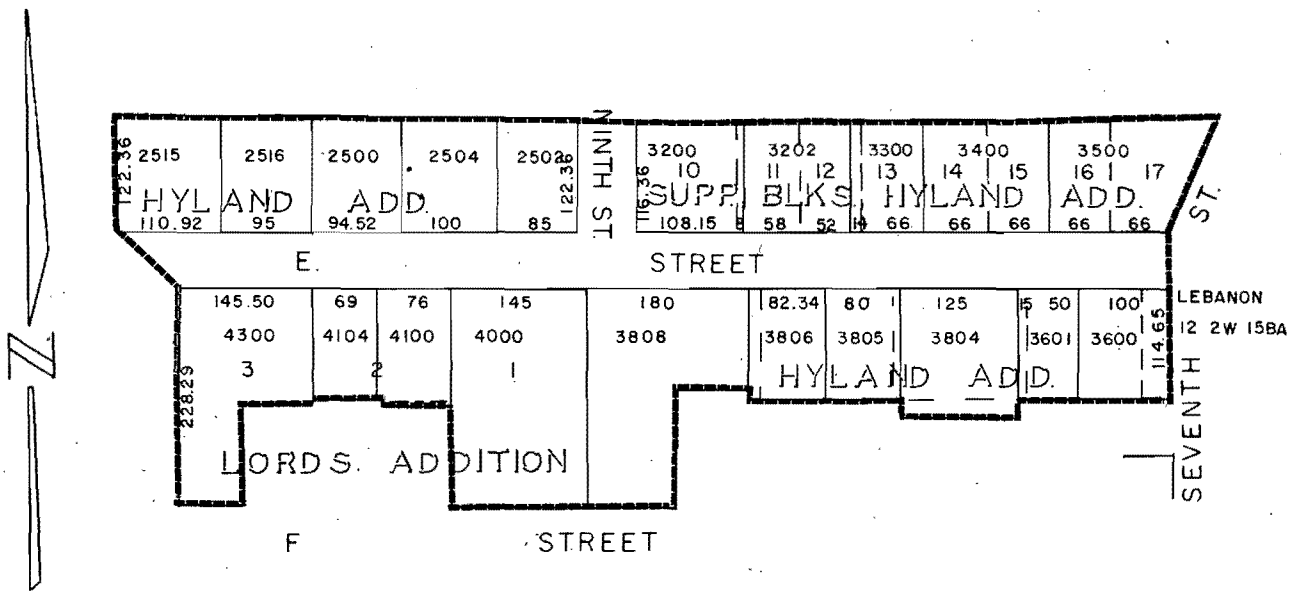 NINTH ST.
2515 2516 2500 2504 2502 3200 3202 3300 3400 3500
10 11 12 13 14 15 16 17
122.36 122.36 116.36
HYLAND ADD. SUPP. BLKS. HYLAND ADD.
110.92 95 94.52 100 85 108.15 8 58 52 14 66 66 66 66 66
ST.
E. STREET
145.50 69 76 145 180 82.34 80 1 125 15 50 100
LEBANON
12 2W 15BA
4300 4104 4100 4000 3808 3806 3805 3804 3601 3600
114.65
3 2 1
HYLAND ADD.
228.29
LORDS. ADDITION
SEVENTH
F STREET
N